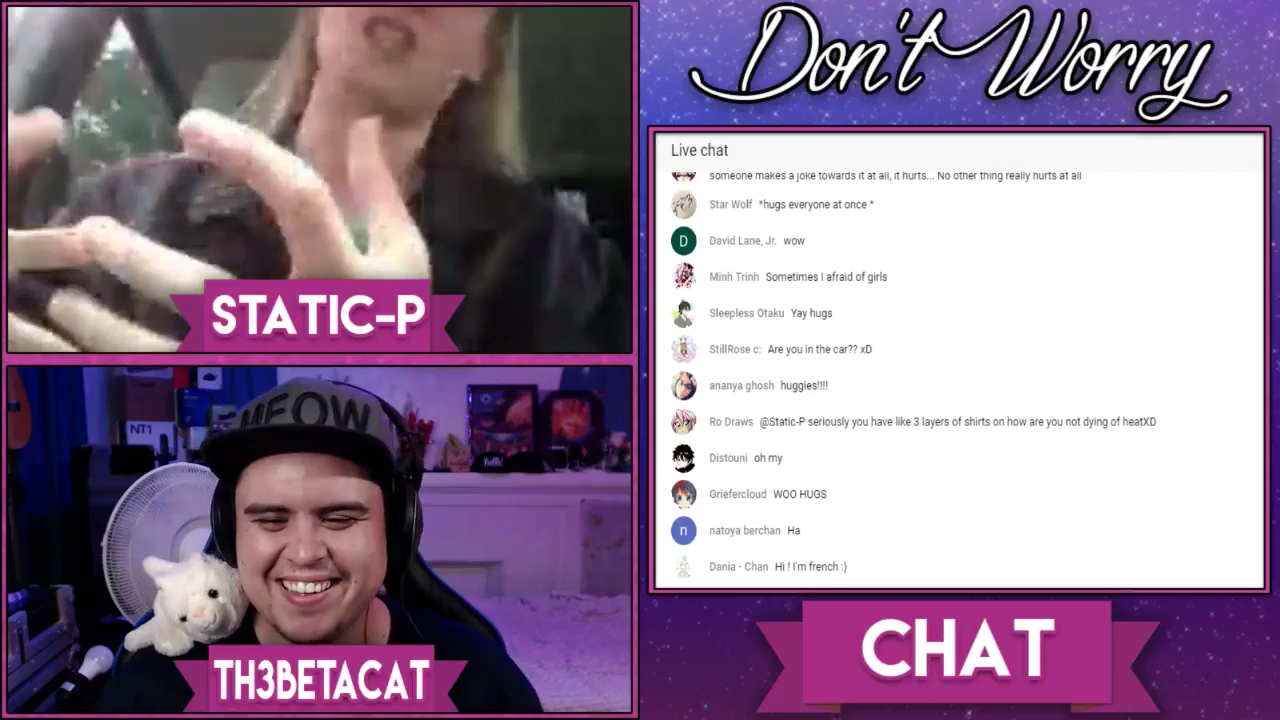 Don't Worry
Live chat
someone makes a joke towards it at all, it hurts... No other thing really hurts at all
Star Wolf *hugs everyone at once *
D David Lane, Jr. wow
Minh Trinh Sometimes I afraid of girls
Sleepless Otaku Yay hugs
StillRose c: Are you in the car?? xD
ananya ghosh huggies!!!!
Ro Draws @Static-P seriously you have like 3 layers of shirts on how are you not dying of heatXD
Distouni oh my
Griefercloud WOO HUGS
n natoya berchan Ha
Dania - Chan Hi ! I'm french :)
CHAT
STATIC-P
MEOW
NT1
TH3BETACAT